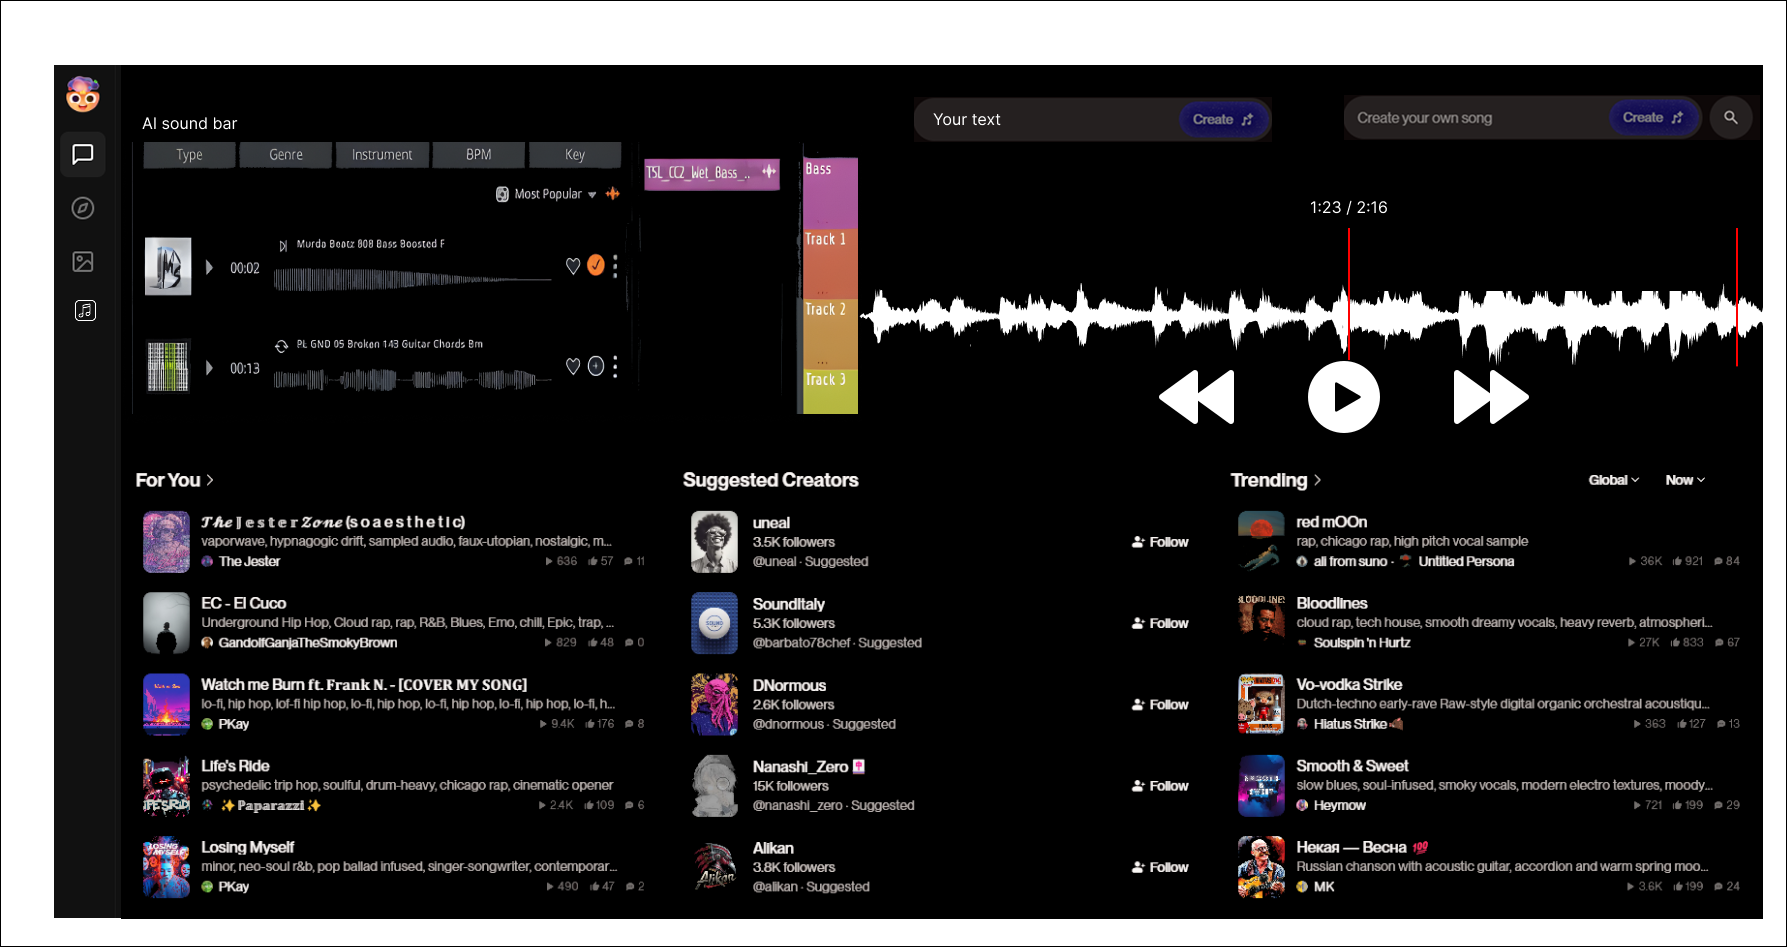 AI sound bar
Your text
Create
Create your own song
Create
Type
Genre
Instrument
BPM
Key
Most Popular
TSL_CC2_Wet_Bass_..
Bass
Track 1
Track 2
Track 3
1:23 / 2:16
Murda Beatz 808 Bass Boosted F
00:02
PL GND 05 Broken 143 Guitar Chords Bm
00:13
For You
𝓣𝓱𝓮 𝕁𝕖𝕤𝕥𝕖𝕣 𝒁𝒐𝒏𝒆 (s o a e s t h e t i c)
vaporwave, hypnagogic drift, sampled audio, faux-utopian, nostalgic, m...
The Jester
636 57 11
EC - El Cuco
Underground Hip Hop, Cloud rap, rap, R&B, Blues, Emo, chill, Epic, trap, ...
GandolfGanjaTheSmokyBrown
829 48 0
Watch me Burn ft. Frank N. - [COVER MY SONG]
lo-fi, hip hop, lof-fi hip hop, lo-fi, hip hop, lo-fi, hip hop, lo-fi, hip hop, lo-fi, h...
PKay
9.4K 176 8
Life's Ride
psychedelic trip hop, soulful, drum-heavy, chicago rap, cinematic opener
✨ Paparazzi ✨
2.4K 109 6
LOSING MYSELF
Losing Myself
minor, neo-soul r&b, pop ballad infused, singer-songwriter, contemporar...
PKay
490 47 2
Suggested Creators
uneal
3.5K followers
@uneal · Suggested
Follow
SOUND
SoundItaly
5.3K followers
@barbato78chef · Suggested
Follow
DNormous
2.6K followers
@dnormous · Suggested
Follow
Nanashi_Zero
15K followers
@nanashi_zero · Suggested
Follow
Alikan
Alikan
3.8K followers
@alikan · Suggested
Follow
Trending
Global
Now
red mOOn
rap, chicago rap, high pitch vocal sample
all from suno · Untitled Persona
36K 921 84
BLOODLINES
Bloodlines
cloud rap, tech house, smooth dreamy vocals, heavy reverb, atmospheri...
Soulspin 'n Hurtz
27K 833 67
Vo-vodka Strike
Dutch-techno early-rave Raw-style digital organic orchestral acoustiqu...
Hiatus Strike
363 127 13
Smooth & Sweet
slow blues, soul-infused, smoky vocals, modern electro textures, moody...
Heymow
721 199 29
Некая — Весна 💯
Russian chanson with acoustic guitar, accordion and warm spring moo...
MK
3.6K 199 24